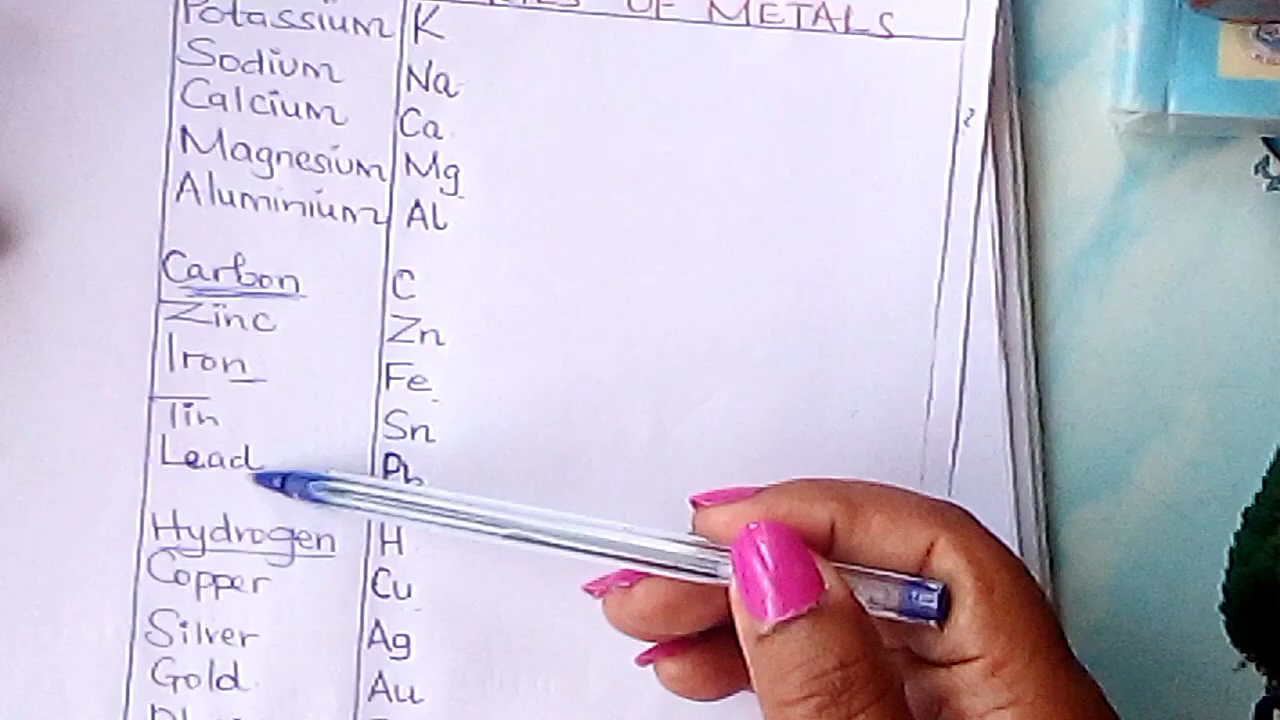 OF METALS
Potassium K
Sodium Na
Calcium Ca
Magnesium Mg
Aluminium Al
Carbon C
Zinc Zn
Iron Fe
Tin Sn
Lead Pb
Hydrogen H
Copper Cu
Silver Ag
Gold Au